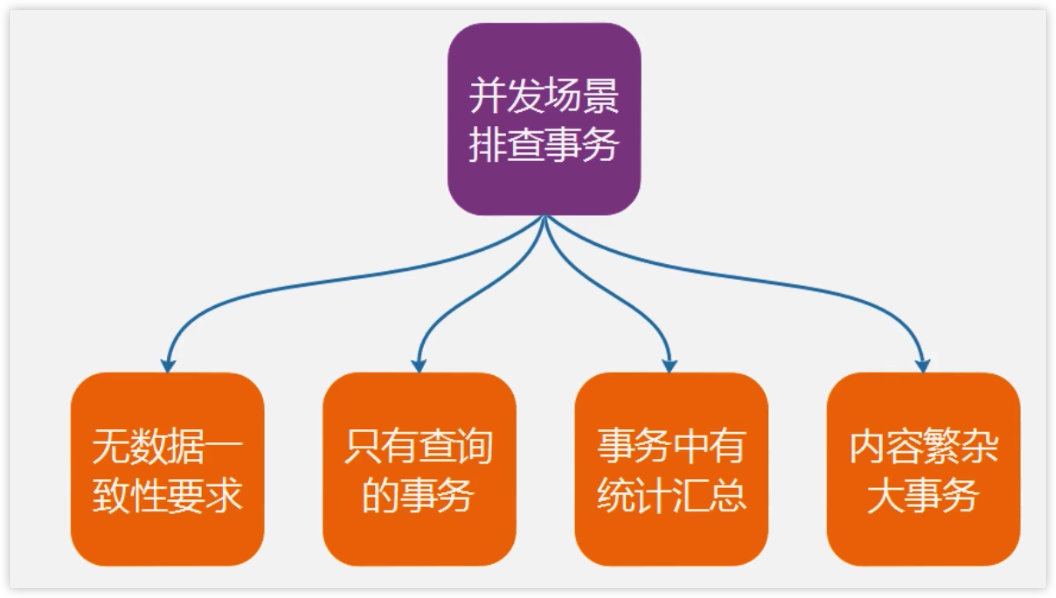 并发场景
排查事务
无数据一
致性要求
只有查询
的事务
事务中有
统计汇总
内容繁杂
大事务